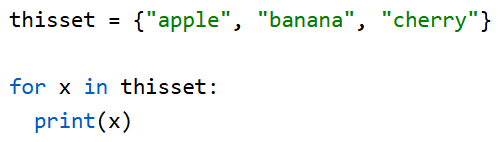 thisset = {"apple", "banana", "cherry"}

for x in thisset:
  print(x)